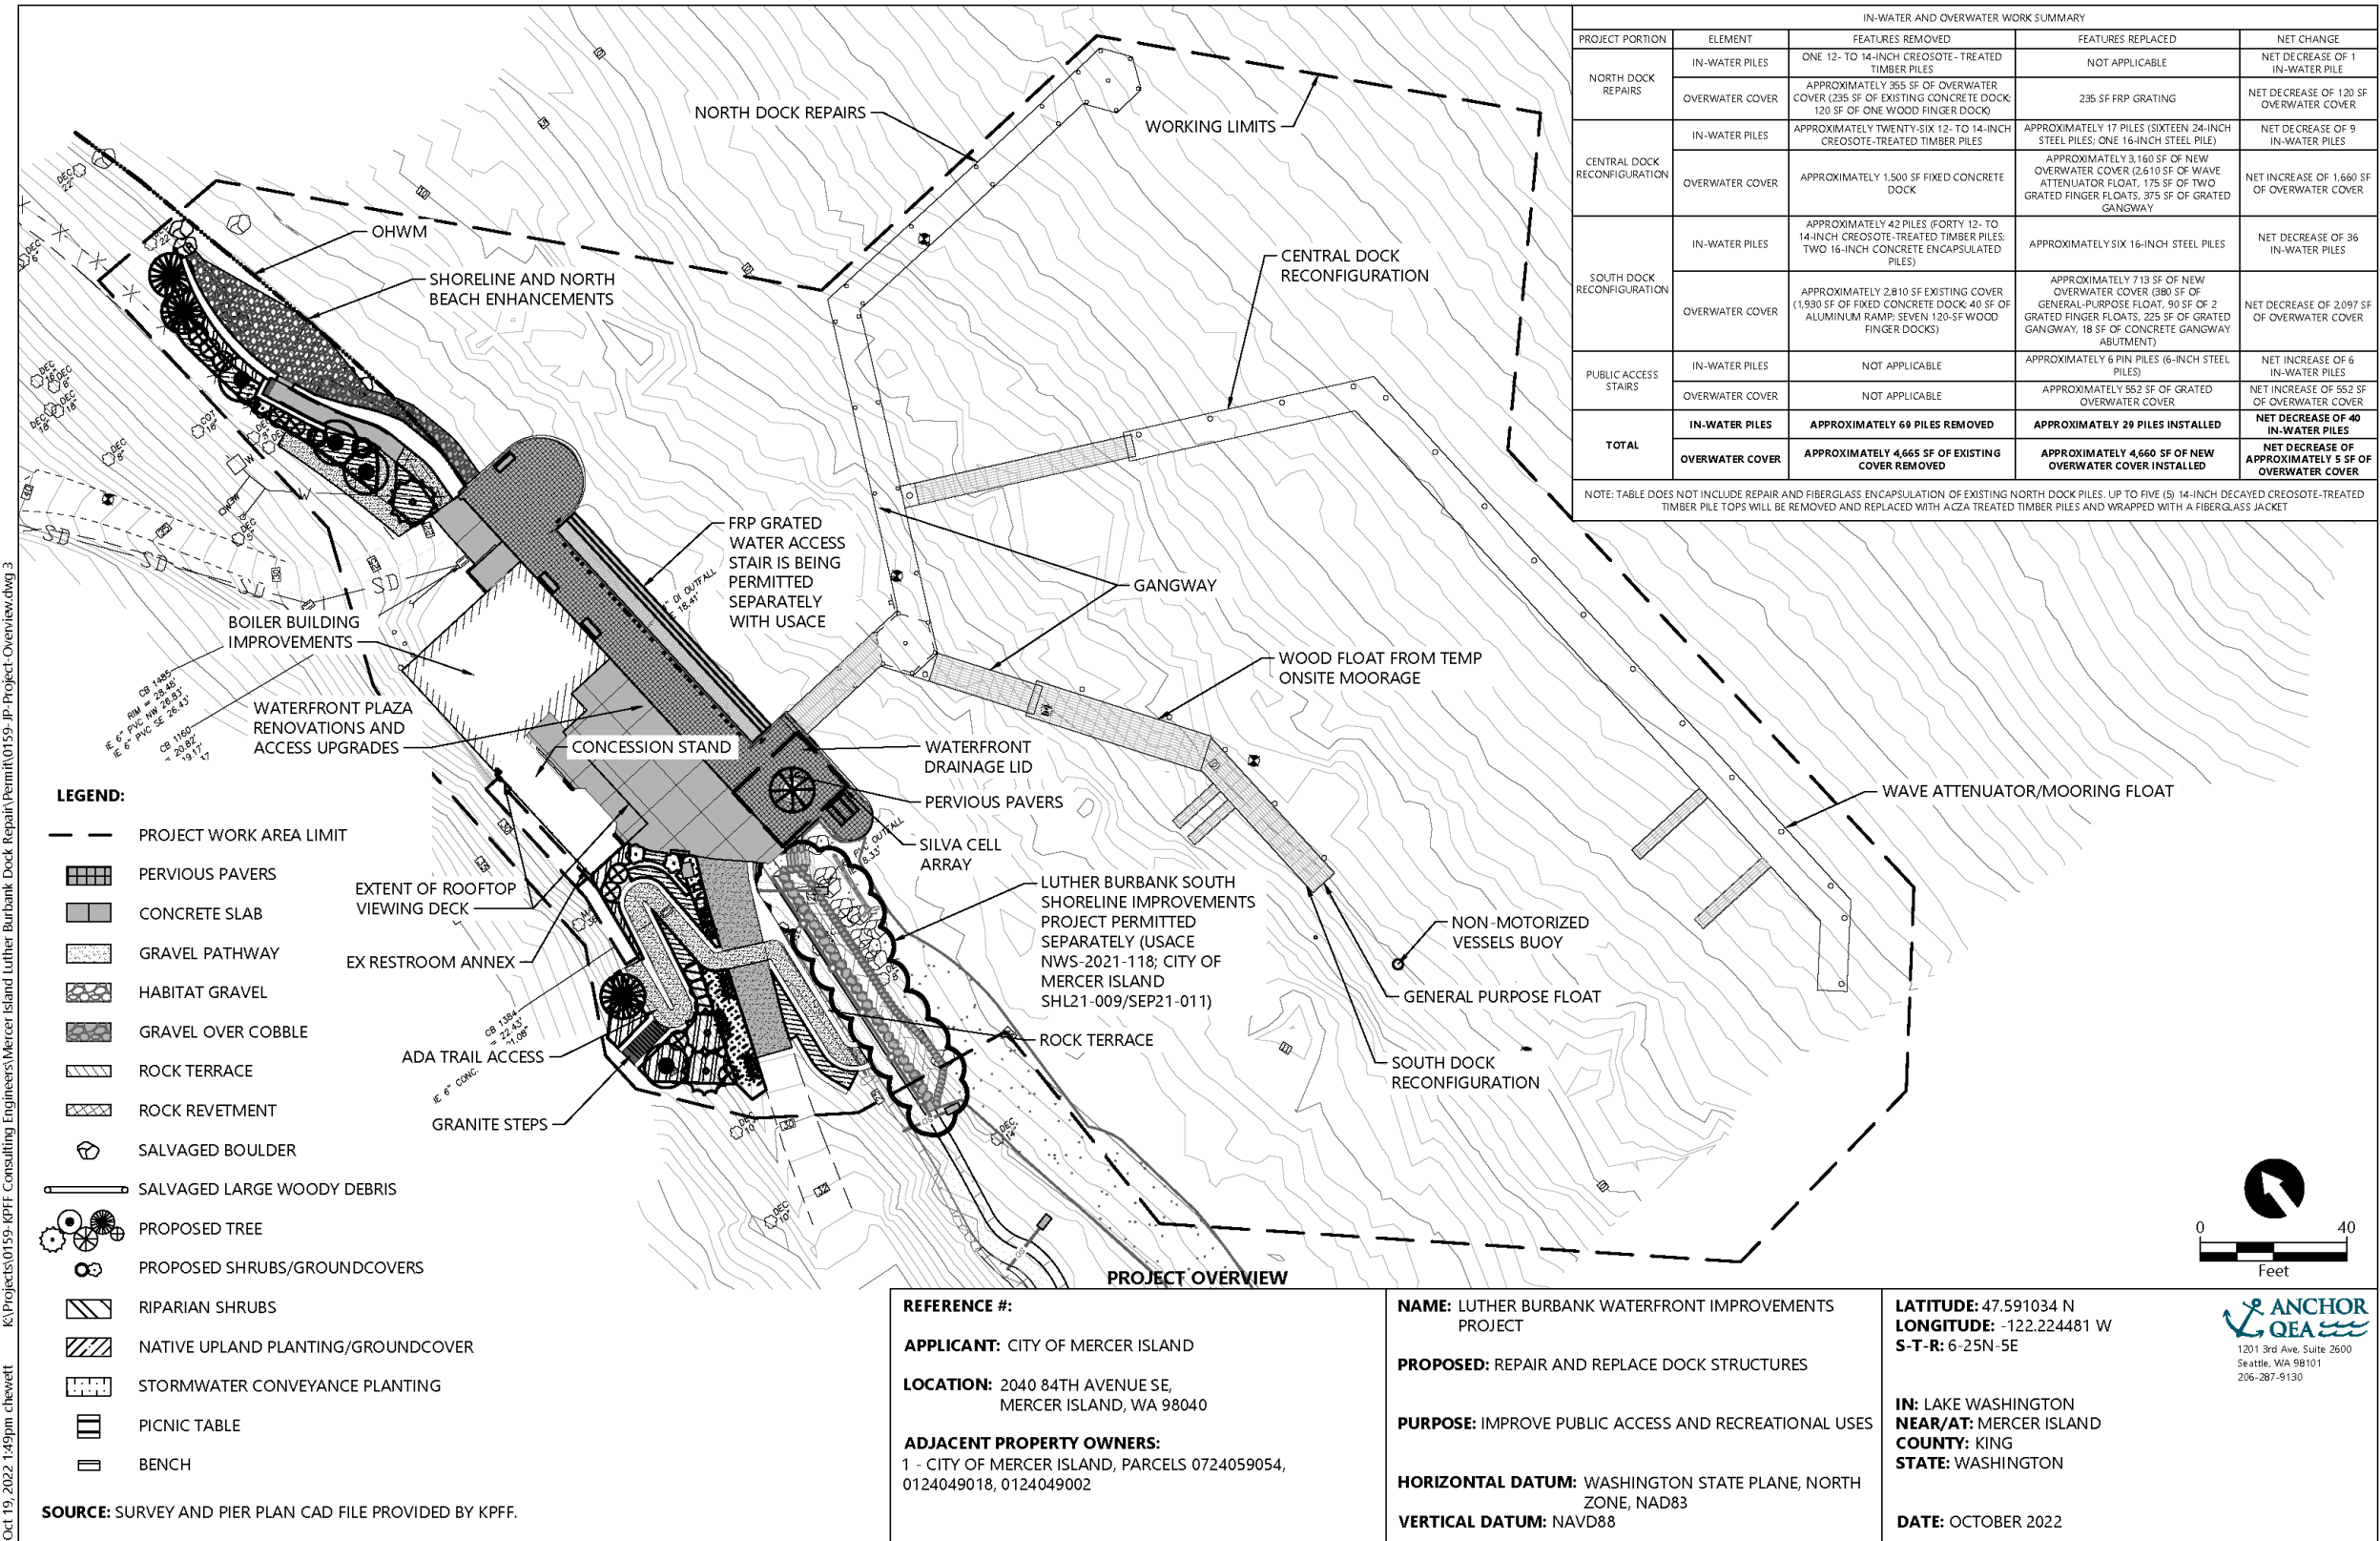 IN-WATER AND OVERWATER WORK SUMMARY
PROJECT PORTION
ELEMENT
FEATURES REMOVED
FEATURES REPLACED
NET CHANGE
NORTH DOCK
REPAIRS
IN-WATER PILES
ONE 12- TO 14-INCH CREOSOTE- TREATED
TIMBER PILES
NOT APPLICABLE
NET DECREASE OF 1
IN-WATER PILE
OVERWATER COVER
APPROXIMATELY 355 SF OF OVERWATER
COVER (235 SF OF EXISTING CONCRETE DOCK;
120 SF OF ONE WOOD FINGER DOCK)
235 SF FRP GRATING
NET DECREASE OF 120 SF
OVERWATER COVER
CENTRAL DOCK
RECONFIGURATION
IN-WATER PILES
APPROXIMATELY TWENTY-SIX 12- TO 14-INCH
CREOSOTE-TREATED TIMBER PILES
APPROXIMATELY 17 PILES (SIXTEEN 24-INCH
STEEL PILES; ONE 16-INCH STEEL PILE)
NET DECREASE OF 9
IN-WATER PILES
OVERWATER COVER
APPROXIMATELY 1,500 SF FIXED CONCRETE
DOCK
APPROXIMATELY 3,160 SF OF NEW
OVERWATER COVER (2,610 SF OF WAVE
ATTENUATOR FLOAT, 175 SF OF TWO
GRATED FINGER FLOATS, 375 SF OF GRATED
GANGWAY
NET INCREASE OF 1,660 SF
OF OVERWATER COVER
SOUTH DOCK
RECONFIGURATION
IN-WATER PILES
APPROXIMATELY 42 PILES (FORTY 12- TO
14-INCH CREOSOTE-TREATED TIMBER PILES;
TWO 16-INCH CONCRETE ENCAPSULATED
PILES)
APPROXIMATELY SIX 16-INCH STEEL PILES
NET DECREASE OF 36
IN-WATER PILES
OVERWATER COVER
APPROXIMATELY 2,810 SF EXISTING COVER
(1,930 SF OF FIXED CONCRETE DOCK; 40 SF OF
ALUMINUM RAMP; SEVEN 120-SF WOOD
FINGER DOCKS)
APPROXIMATELY 713 SF OF NEW
OVERWATER COVER (380 SF OF
GENERAL-PURPOSE FLOAT, 90 SF OF 2
GRATED FINGER FLOATS, 225 SF OF GRATED
GANGWAY, 18 SF OF CONCRETE GANGWAY
ABUTMENT)
NET DECREASE OF 2,097 SF
OF OVERWATER COVER
PUBLIC ACCESS
STAIRS
IN-WATER PILES
NOT APPLICABLE
APPROXIMATELY 6 PIN PILES (6-INCH STEEL
PILES)
NET INCREASE OF 6
IN-WATER PILES
OVERWATER COVER
NOT APPLICABLE
APPROXIMATELY 552 SF OF GRATED
OVERWATER COVER
NET INCREASE OF 552 SF
OF OVERWATER COVER
TOTAL
IN-WATER PILES
APPROXIMATELY 69 PILES REMOVED
APPROXIMATELY 29 PILES INSTALLED
NET DECREASE OF 40
IN-WATER PILES
OVERWATER COVER
APPROXIMATELY 4,665 SF OF EXISTING
COVER REMOVED
APPROXIMATELY 4,660 SF OF NEW
OVERWATER COVER INSTALLED
NET DECREASE OF
APPROXIMATELY 5 SF OF
OVERWATER COVER
NOTE: TABLE DOES NOT INCLUDE REPAIR AND FIBERGLASS ENCAPSULATION OF EXISTING NORTH DOCK PILES. UP TO FIVE (5) 14-INCH DECAYED CREOSOTE-TREATED
TIMBER PILE TOPS WILL BE REMOVED AND REPLACED WITH ACZA TREATED TIMBER PILES AND WRAPPED WITH A FIBERGLASS JACKET
NORTH DOCK REPAIRS
WORKING LIMITS
OHWM
SHORELINE AND NORTH
BEACH ENHANCEMENTS
CENTRAL DOCK
RECONFIGURATION
FRP GRATED
WATER ACCESS
STAIR IS BEING
PERMITTED
SEPARATELY
WITH USACE
GANGWAY
BOILER BUILDING
IMPROVEMENTS
WOOD FLOAT FROM TEMP
ONSITE MOORAGE
WATERFRONT PLAZA
RENOVATIONS AND
ACCESS UPGRADES
CONCESSION STAND
WATERFRONT
DRAINAGE LID
PERVIOUS PAVERS
WAVE ATTENUATOR/MOORING FLOAT
SILVA CELL
ARRAY
EXTENT OF ROOFTOP
VIEWING DECK
LUTHER BURBANK SOUTH
SHORELINE IMPROVEMENTS
PROJECT PERMITTED
SEPARATELY (USACE
NWS-2021-118; CITY OF
MERCER ISLAND
SHL21-009/SEP21-011)
NON-MOTORIZED
VESSELS BUOY
EX RESTROOM ANNEX
GENERAL PURPOSE FLOAT
ROCK TERRACE
ADA TRAIL ACCESS
SOUTH DOCK
RECONFIGURATION
GRANITE STEPS
CB 1485
RIM = 28.48'
IE 6" PVC NW 26.83'
IE 6" PVC SE 26.43'
CB 1160
CB 1384
IE 6" CONC.
SD
SD
SD
SD
W
W
LEGEND:
PROJECT WORK AREA LIMIT
PERVIOUS PAVERS
CONCRETE SLAB
GRAVEL PATHWAY
HABITAT GRAVEL
GRAVEL OVER COBBLE
ROCK TERRACE
ROCK REVETMENT
SALVAGED BOULDER
SALVAGED LARGE WOODY DEBRIS
PROPOSED TREE
PROPOSED SHRUBS/GROUNDCOVERS
RIPARIAN SHRUBS
NATIVE UPLAND PLANTING/GROUNDCOVER
STORMWATER CONVEYANCE PLANTING
PICNIC TABLE
BENCH
SOURCE: SURVEY AND PIER PLAN CAD FILE PROVIDED BY KPFF.
0 40
Feet
PROJECT OVERVIEW
REFERENCE #:
APPLICANT: CITY OF MERCER ISLAND
LOCATION: 2040 84TH AVENUE SE,
MERCER ISLAND, WA 98040
ADJACENT PROPERTY OWNERS:
1 - CITY OF MERCER ISLAND, PARCELS 0724059054,
0124049018, 0124049002
NAME: LUTHER BURBANK WATERFRONT IMPROVEMENTS
PROJECT
PROPOSED: REPAIR AND REPLACE DOCK STRUCTURES
PURPOSE: IMPROVE PUBLIC ACCESS AND RECREATIONAL USES
HORIZONTAL DATUM: WASHINGTON STATE PLANE, NORTH
ZONE, NAD83
VERTICAL DATUM: NAVD88
LATITUDE: 47.591034 N
LONGITUDE: -122.224481 W
S-T-R: 6-25N-5E
IN: LAKE WASHINGTON
NEAR/AT: MERCER ISLAND
COUNTY: KING
STATE: WASHINGTON
DATE: OCTOBER 2022
ANCHOR
QEA
1201 3rd Ave, Suite 2600
Seattle, WA 98101
206-287-9130
Oct 19, 2022 1:49pm chewett K:\Projects\0159-KPFF Consulting Engineers\Mercer Island Luther Burbank Dock Repair\Permit\0159-JP-Project-Overview.dwg 3